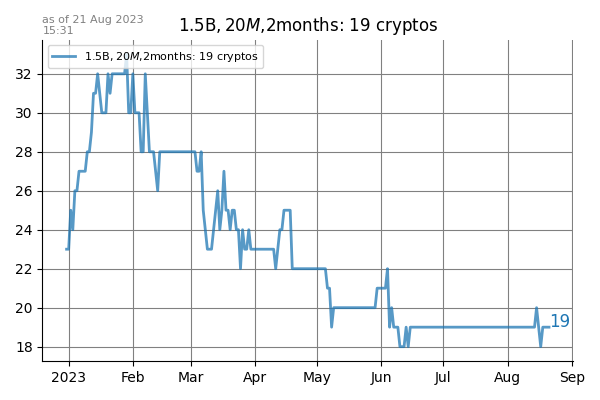 as of 21 Aug 2023
15:31
1.5B, 20M,2months: 19 cryptos
1.5B,20M,2months: 19 cryptos
32
30
28
26
24
22
20
18
19
2023 Feb Mar Apr May Jun Jul Aug Sep